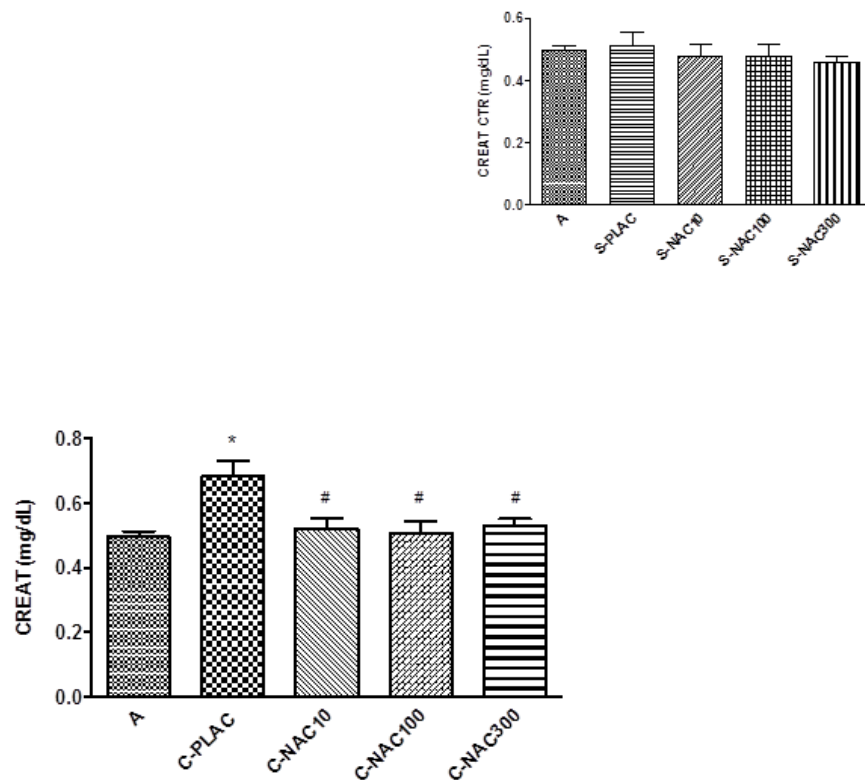 0.6
0.4
0.2
0.0
CREAT CTR (mg/dL)
A
S-PLAC
S-NAC10
S-NAC100
S-NAC300
0.8
0.6
0.4
0.2
0.0
CREAT (mg/dL)
*
#
#
#
A
C-PLAC
C-NAC10
C-NAC100
C-NAC300